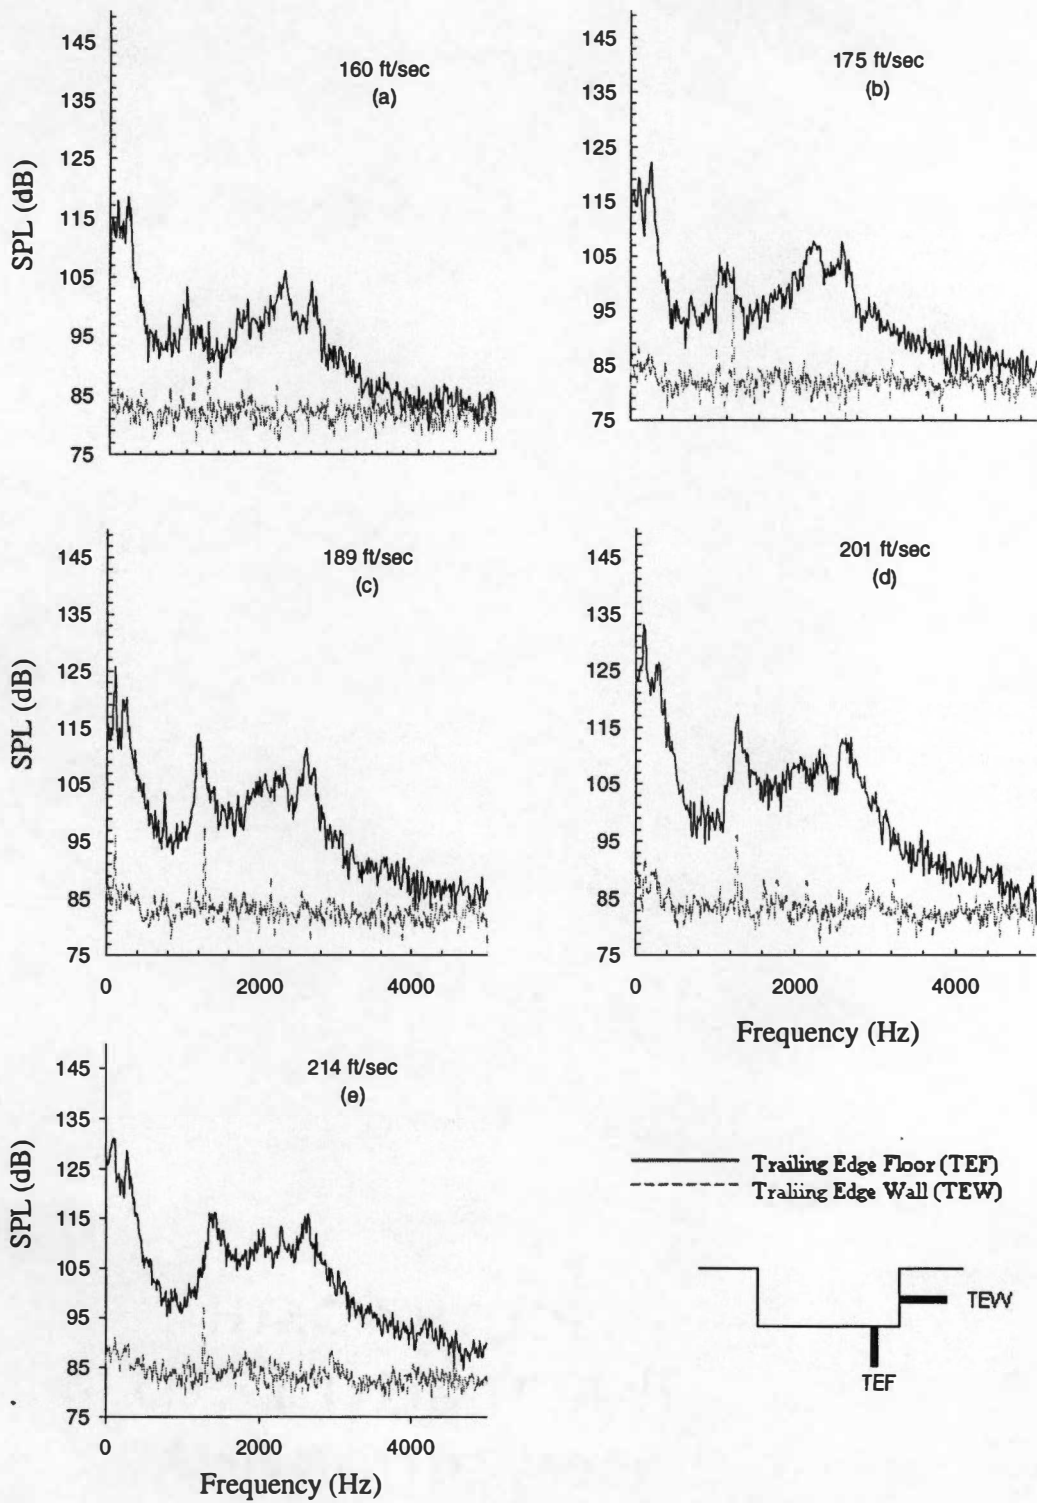 160 ft/sec
(a)
SPL (dB)
145
135
125
115
105
95
85
75
175 ft/sec
(b)
145
135
125
115
105
95
85
75
189 ft/sec
(c)
SPL (dB)
145
135
125
115
105
95
85
75
0 2000 4000
201 ft/sec
(d)
145
135
125
115
105
95
85
75
0 2000 4000
Frequency (Hz)
214 ft/sec
(e)
SPL (dB)
145
135
125
115
105
95
85
75
0 2000 4000
Frequency (Hz)
Trailing Edge Floor (TEF)
Trailing Edge Wall (TEW)
TEW
TEF